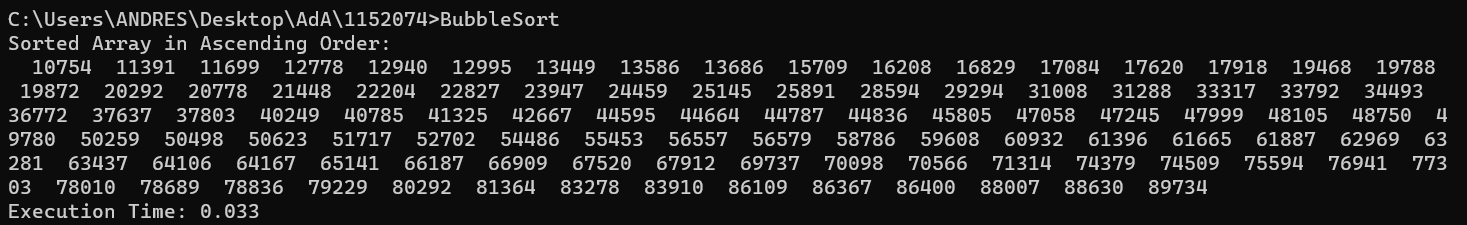 C:\Users\ANDRES\Desktop\AdA\1152074>BubbleSort
Sorted Array in Ascending Order:
  10754  11391  11699  12778  12940  12995  13449  13586  13686  15709  16208  16829  17084  17620  17918  19468  19788
 19872  20292  20778  21448  22204  22827  23947  24459  25145  25891  28594  29294  31008  31288  33317  33792  34493
36772  37637  37803  40249  40785  41325  42667  44595  44664  44787  44836  45805  47058  47245  47999  48105  48750  4
9780  50259  50498  50623  51717  52702  54486  55453  56557  56579  58786  59608  60932  61396  61665  61887  62969  63
281  63437  64106  64167  65141  66187  66909  67520  67912  69737  70098  70566  71314  74379  74509  75594  76941  773
03  78010  78689  78836  79229  80292  81364  83278  83910  86109  86367  86400  88007  88630  89734
Execution Time: 0.033